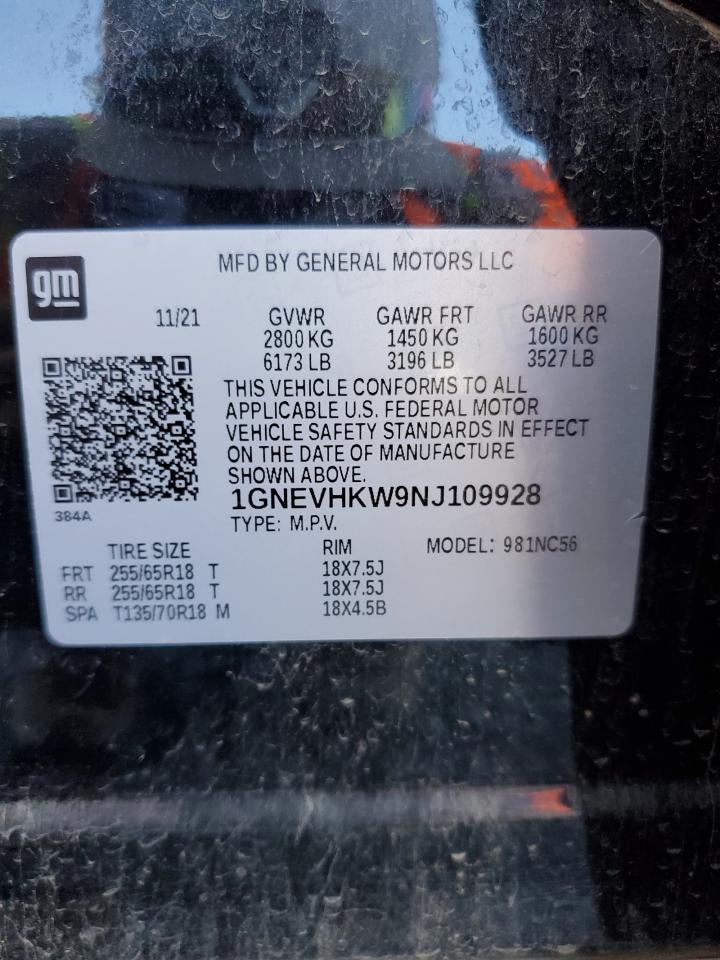 gm
MFD BY GENERAL MOTORS LLC
11/21 GVWR GAWR FRT GAWR RR
2800 KG 1450 KG 1600 KG
6173 LB 3196 LB 3527 LB
THIS VEHICLE CONFORMS TO ALL
APPLICABLE U.S. FEDERAL MOTOR
VEHICLE SAFETY STANDARDS IN EFFECT
ON THE DATE OF MANUFACTURE
SHOWN ABOVE.
1GNEVHKW9NJ109928
384A
TYPE: M.P.V.
TIRE SIZE RIM MODEL: 981NC56
FRT 255/65R18 T 18X7.5J
RR 255/65R18 T 18X7.5J
SPA T135/70R18 M 18X4.5B